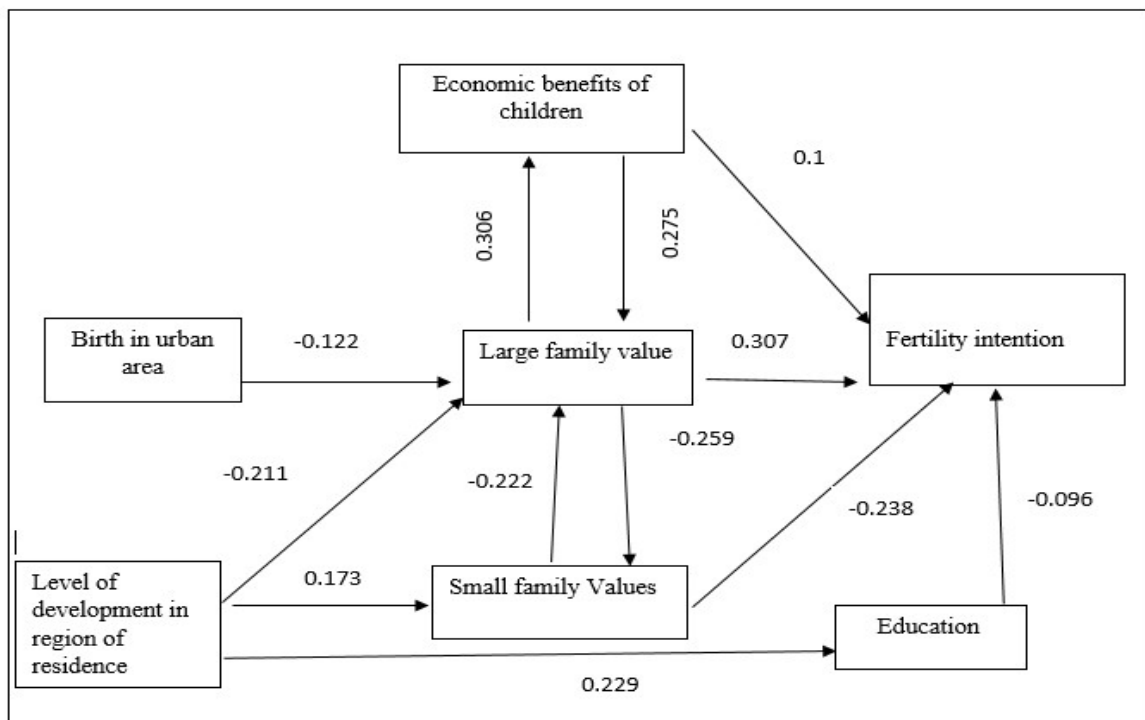 Economic benefits of
children
0.1
0.306
0.275
Birth in urban
area
-0.122
Large family value
0.307
Fertility intention
-0.211
-0.222
-0.259
-0.238
-0.096
Level of
development in
region of
residence
0.173
Small family Values
Education
0.229